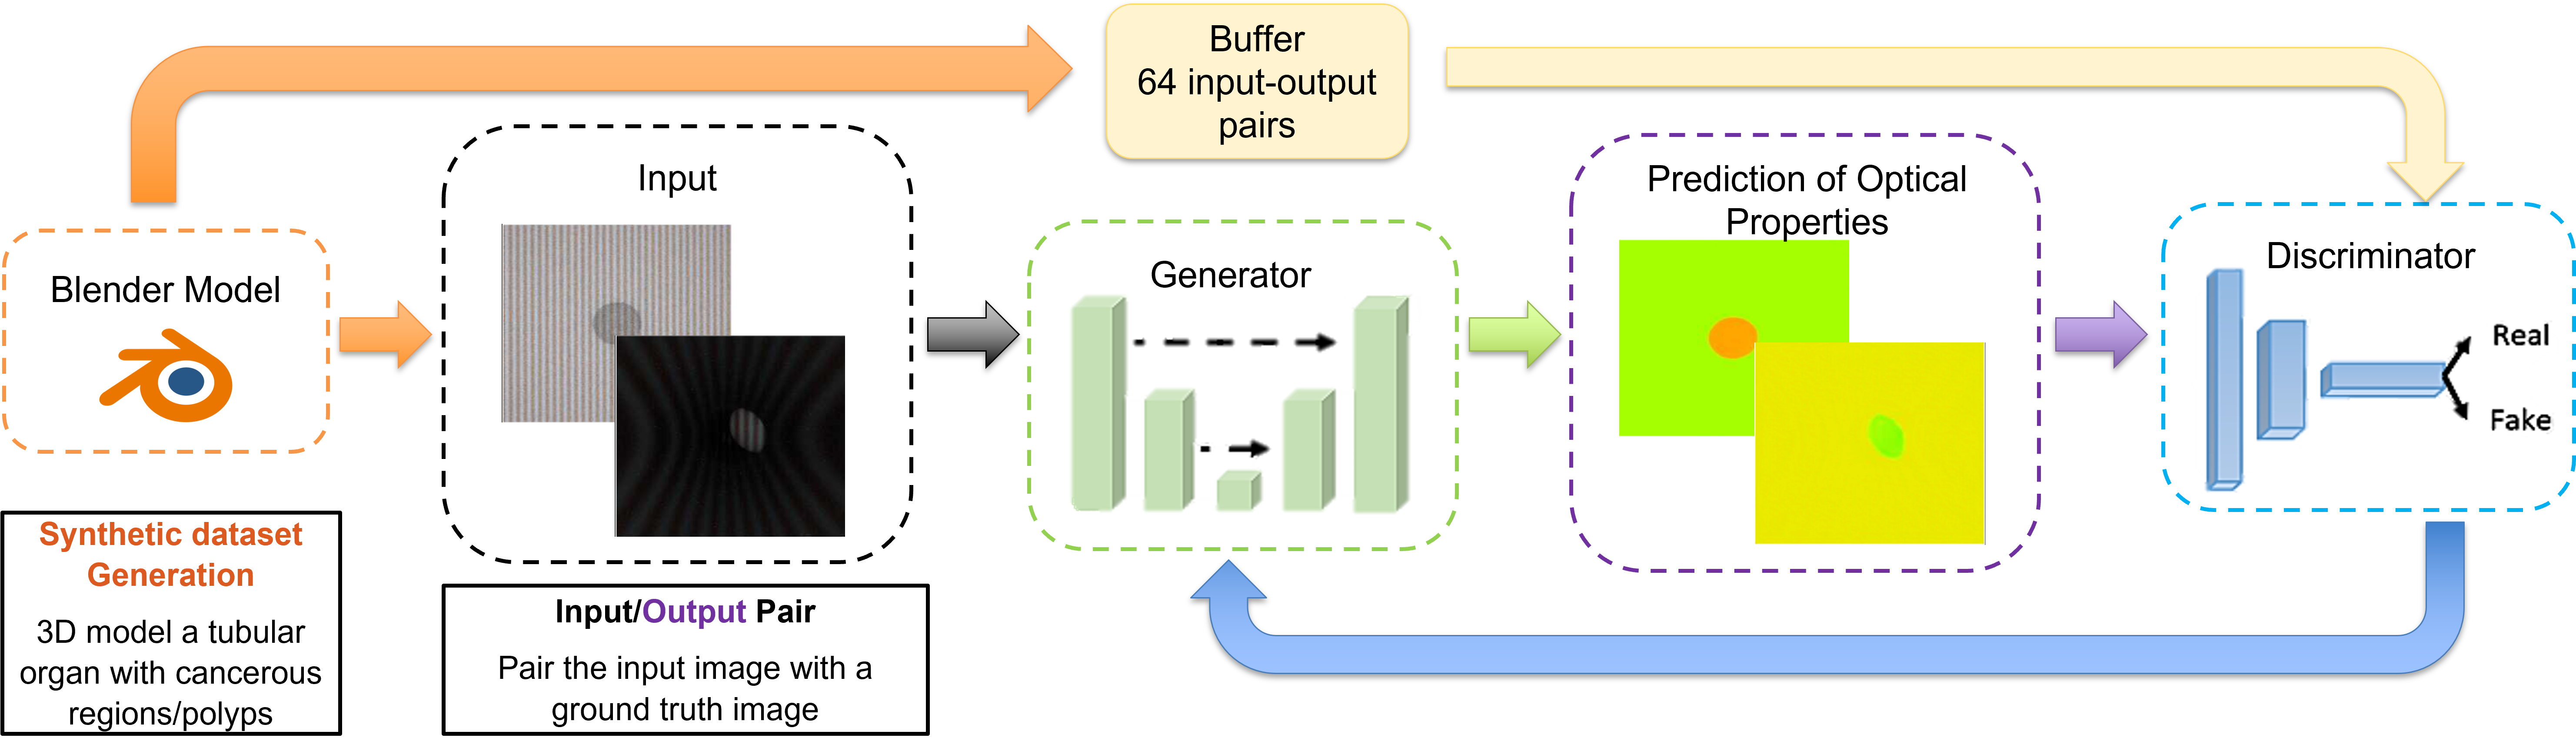 Buffer
64 input-output
pairs
Blender Model
Input
Generator
Prediction of Optical
Properties
Discriminator
Real
Fake
Synthetic dataset
Generation
3D model a tubular
organ with cancerous
regions/polyps
Input/Output Pair
Pair the input image with a
ground truth image